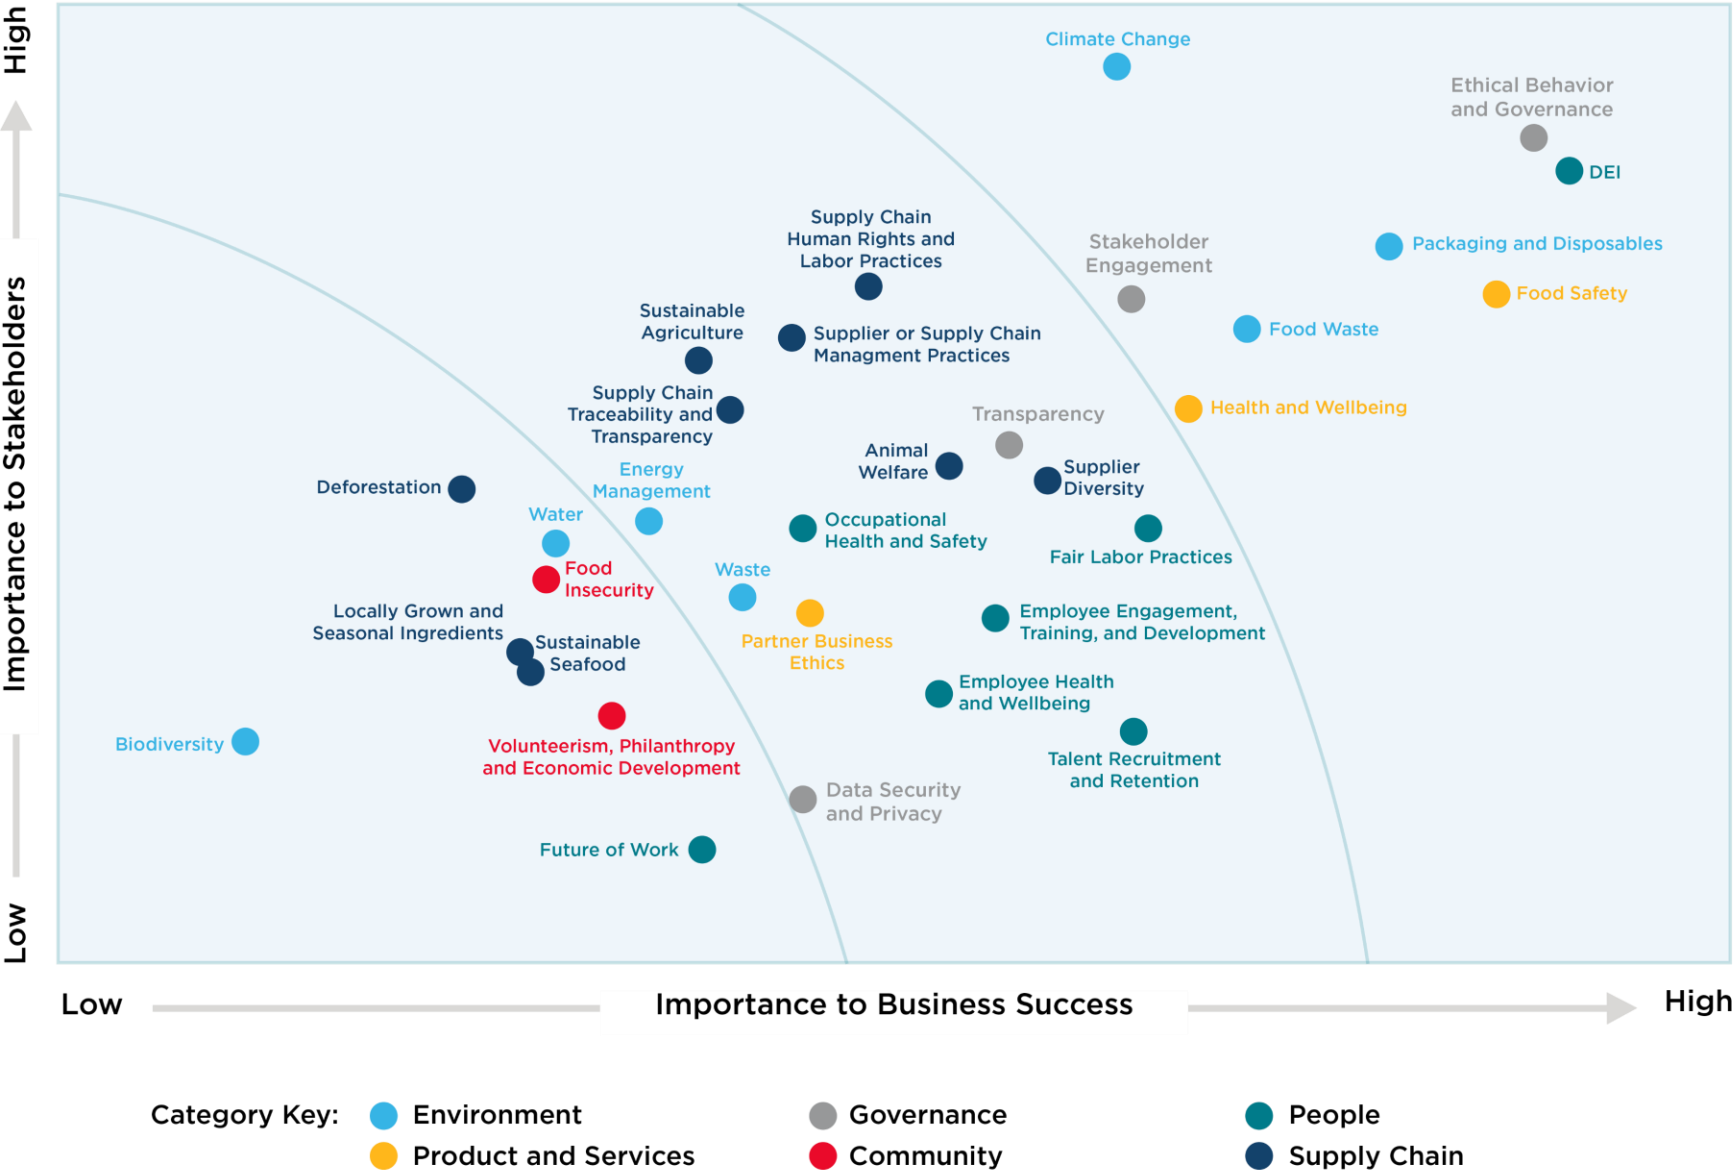 High
Importance to Stakeholders
Low
Climate Change
Ethical Behavior
and Governance
DEI
Supply Chain
Human Rights and
Labor Practices
Stakeholder
Engagement
Packaging and Disposables
Food Safety
Sustainable
Agriculture
Supplier or Supply Chain
Managment Practices
Food Waste
Supply Chain
Traceability and
Transparency
Health and Wellbeing
Transparency
Animal
Welfare
Supplier
Diversity
Energy
Management
Deforestation
Water
Occupational
Health and Safety
Fair Labor Practices
Food
Insecurity
Waste
Locally Grown and
Seasonal Ingredients
Sustainable
Seafood
Partner Business
Ethics
Employee Engagement,
Training, and Development
Employee Health
and Wellbeing
Biodiversity
Volunteerism, Philanthropy
and Economic Development
Talent Recruitment
and Retention
Data Security
and Privacy
Future of Work
Low
Importance to Business Success
High
Category Key:
Environment
Governance
People
Product and Services
Community
Supply Chain